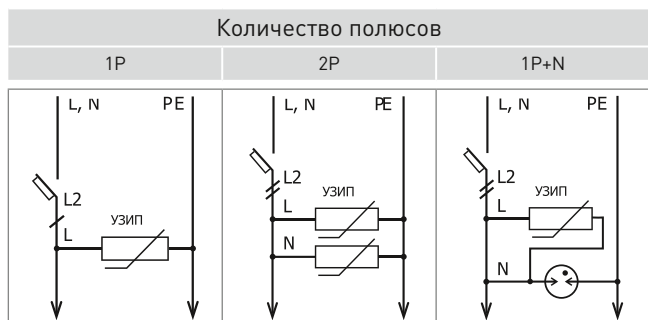 Количество полюсов
1P 2P 1P+N
L, N PE L, N PE L, N PE
L2 УЗИП L2 УЗИП L2 УЗИП
L L L
N N